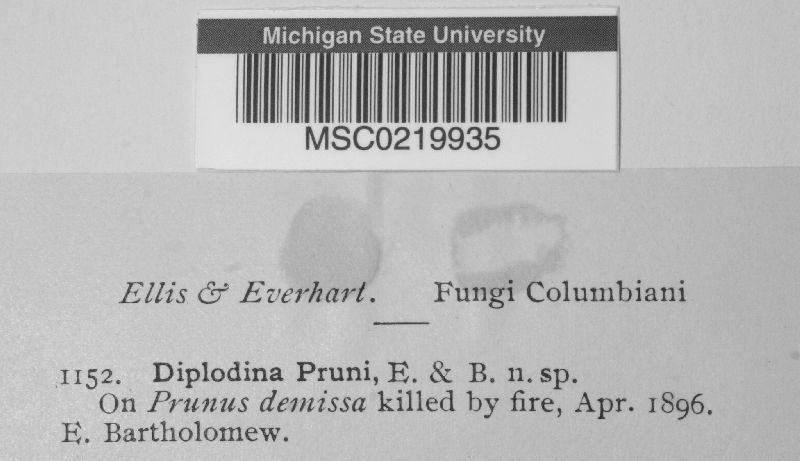 Michigan State University
MSC0219935
Ellis & Everhart. Fungi Columbiani
1152. Diplodina Pruni, E. & B. n. sp.
On Prunus demissa killed by fire, Apr. 1896.
E. Bartholomew.